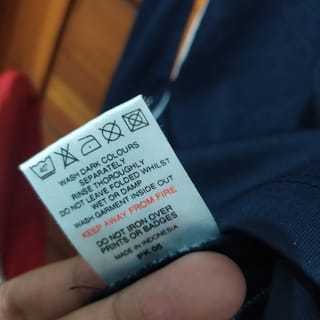 40°
WASH DARK COLOURS
SEPARATELY
RINSE THOROUGHLY
DO NOT LEAVE FOLDED WHILST
WET OR DAMP
WASH GARMENT INSIDE OUT
KEEP AWAY FROM FIRE
DO NOT IRON OVER
PRINTS OR BADGES
MADE IN INDONESIA
PK 05